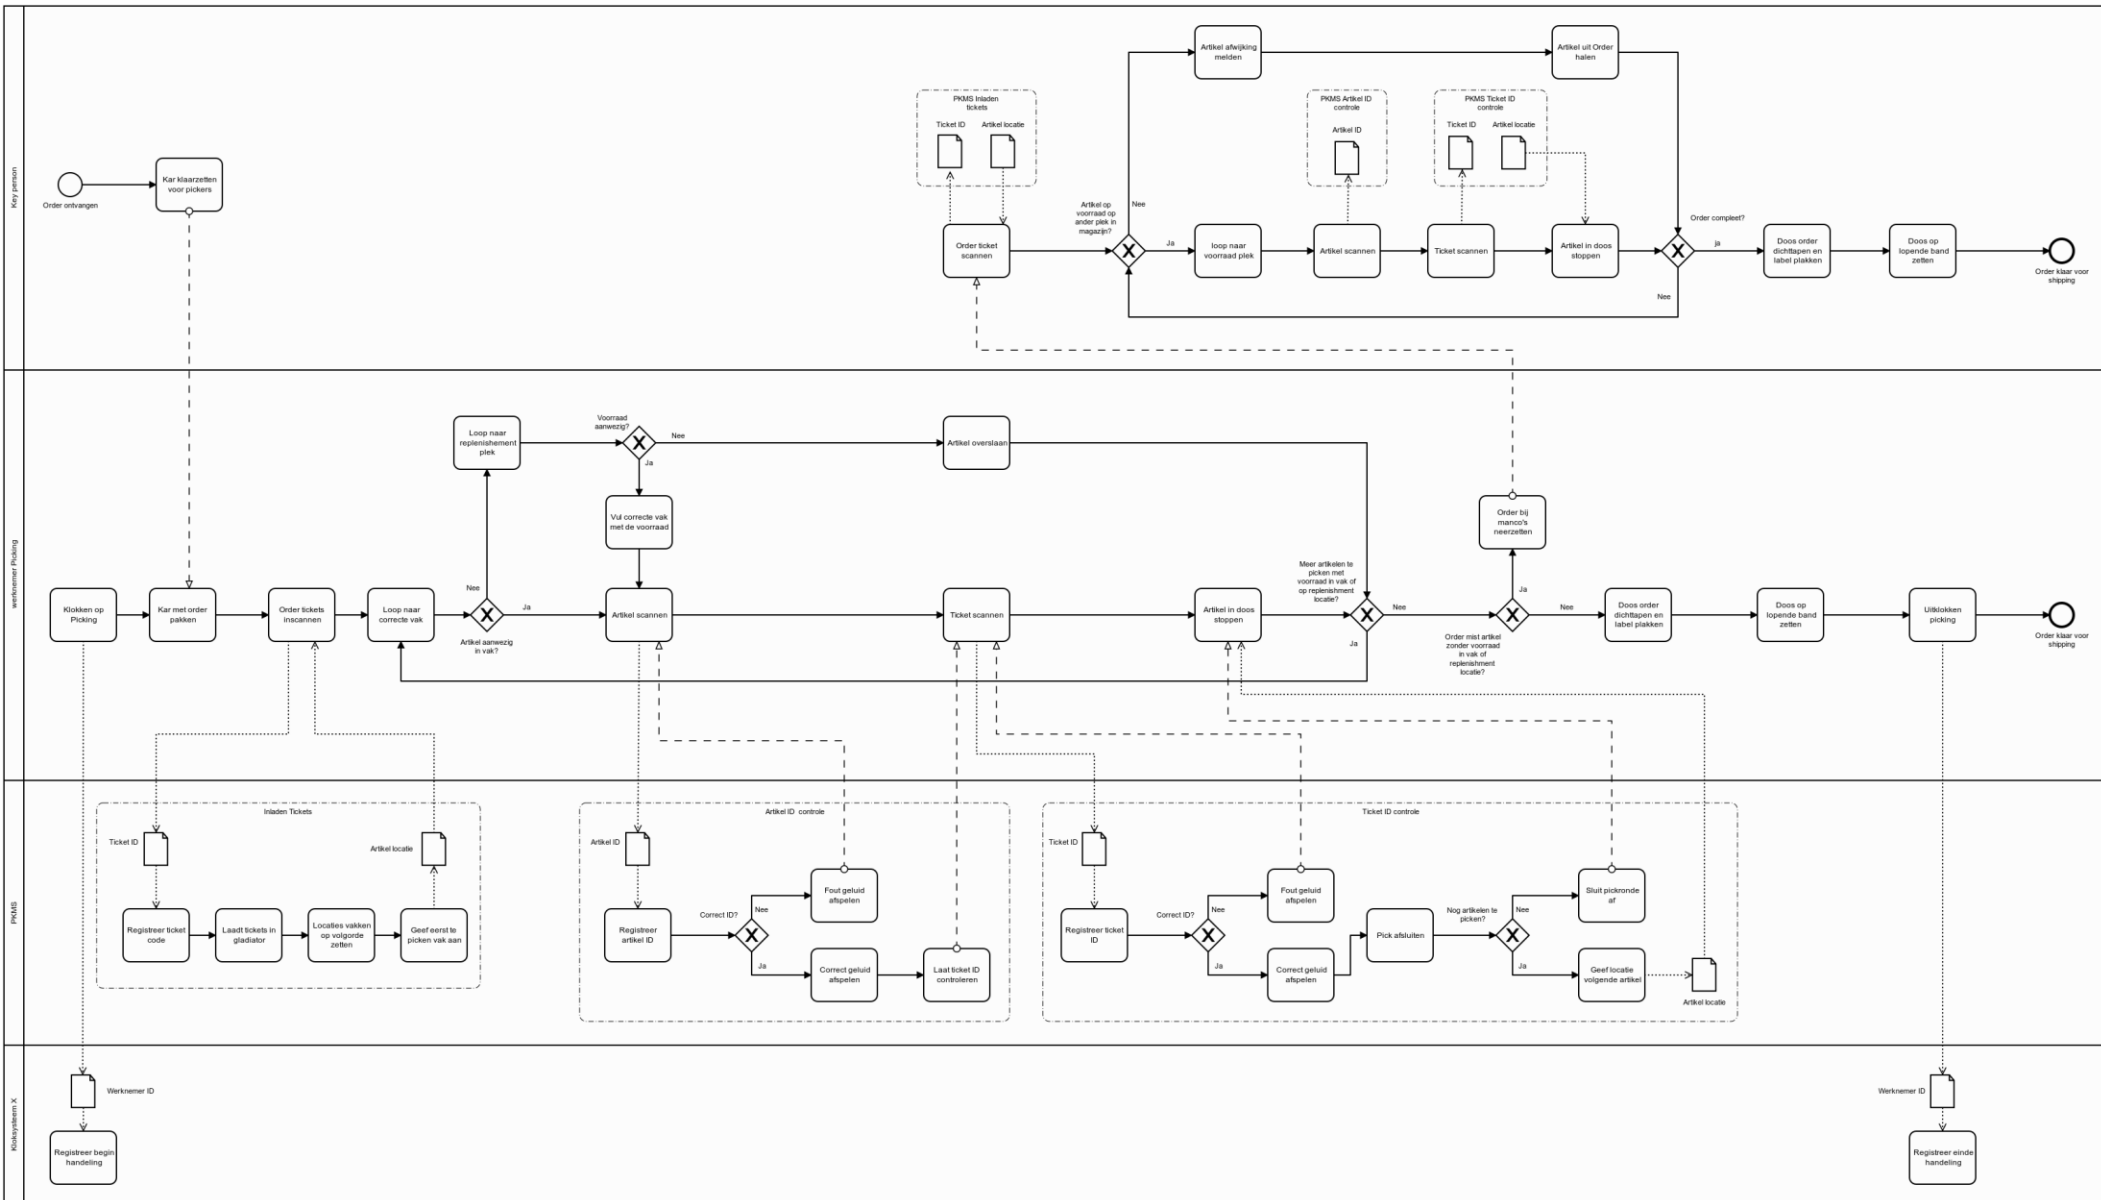 Key person
Order ontvangen
Kar klaarzetten
voor pickers
Artikel afwijking
melden
Artikel uit Order
halen
PKMS Inladen
tickets
Ticket ID
Artikel locatie
PKMS Artikel ID
controle
Artikel ID
PKMS Ticket ID
controle
Ticket ID
Artikel locatie
Order ticket
scannen
Artikel op
voorraad op
ander plek in
magazijn?
Nee
Ja
loop naar
voorraad plek
Artikel scannen
Ticket scannen
Artikel in doos
stoppen
Order compleet?
ja
Nee
Doos order
dichttapen en
label plakken
Doos op
lopende band
zetten
Order klaar voor
shipping
werknemer Picking
Loop naar
replenishement
plek
Voorraad
aanwezig?
Nee
Ja
Artikel overslaan
Vul correcte vak
met de voorraad
Order bij
manco's
neerzetten
Klokken op
Picking
Kar met order
pakken
Order tickets
inscannen
Loop naar
correcte vak
Nee
Ja
Artikel aanwezig
in vak?
Artikel scannen
Ticket scannen
Artikel in doos
stoppen
Meer artikelen te
picken met
voorraad in vak of
op replenishment
locatie?
Nee
Ja
Ja
Nee
Order mist artikel
zonder voorraad
in vak of
replenishment
locatie?
Doos order
dichttapen en
label plakken
Doos op
lopende band
zetten
Uitklokken
picking
Order klaar voor
shipping
PKMS
Inladen Tickets
Ticket ID
Artikel locatie
Registreer ticket
code
Laadt tickets in
gladiator
Locaties vakken
op volgorde
zetten
Geef eerst te
picken vak aan
Artikel ID controle
Artikel ID
Registreer
artikel ID
Correct ID?
Nee
Ja
Fout geluid
afspelen
Correct geluid
afspelen
Laat ticket ID
controleren
Ticket ID controle
Ticket ID
Registreer ticket
ID
Correct ID?
Nee
Ja
Fout geluid
afspelen
Correct geluid
afspelen
Pick afsluiten
Nog artikelen te
picken?
Nee
Ja
Sluit pickronde
af
Geef locatie
volgende artikel
Artikel locatie
Kloksysteem X
Werknemer ID
Registreer begin
handeling
Werknemer ID
Registreer einde
handeling